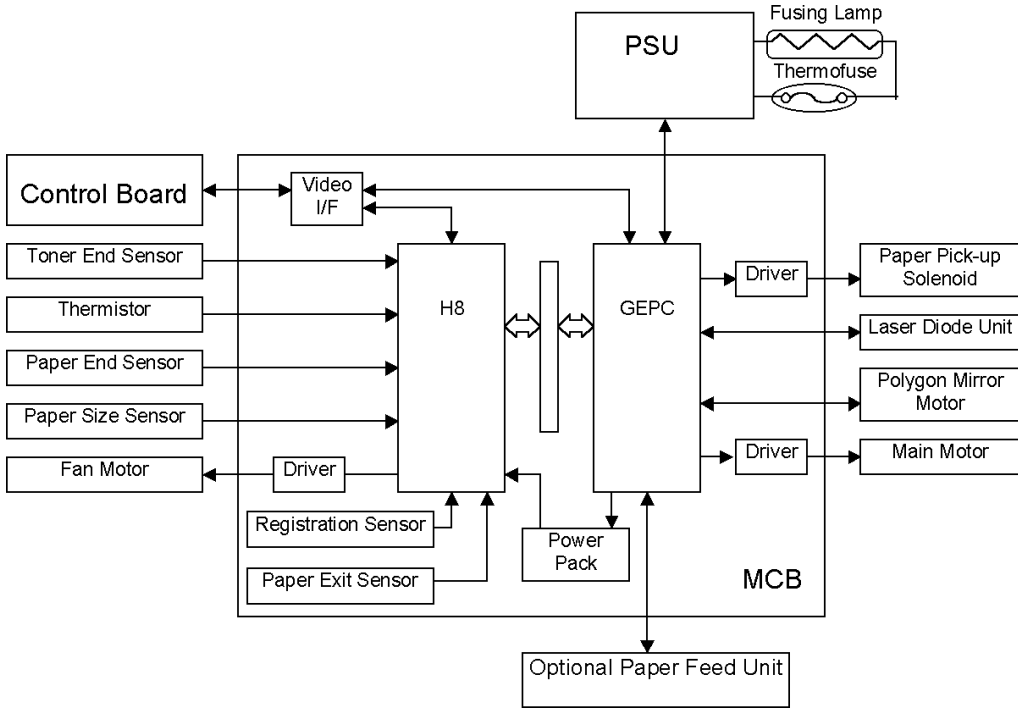 Fusing Lamp
PSU
Thermofuse
Control Board
Video
I/F
Toner End Sensor
Thermistor
Paper End Sensor
Paper Size Sensor
Fan Motor
Driver
H8
GEPC
Driver
Paper Pick-up
Solenoid
Laser Diode Unit
Polygon Mirror
Motor
Driver
Main Motor
Registration Sensor
Paper Exit Sensor
Power
Pack
MCB
Optional Paper Feed Unit